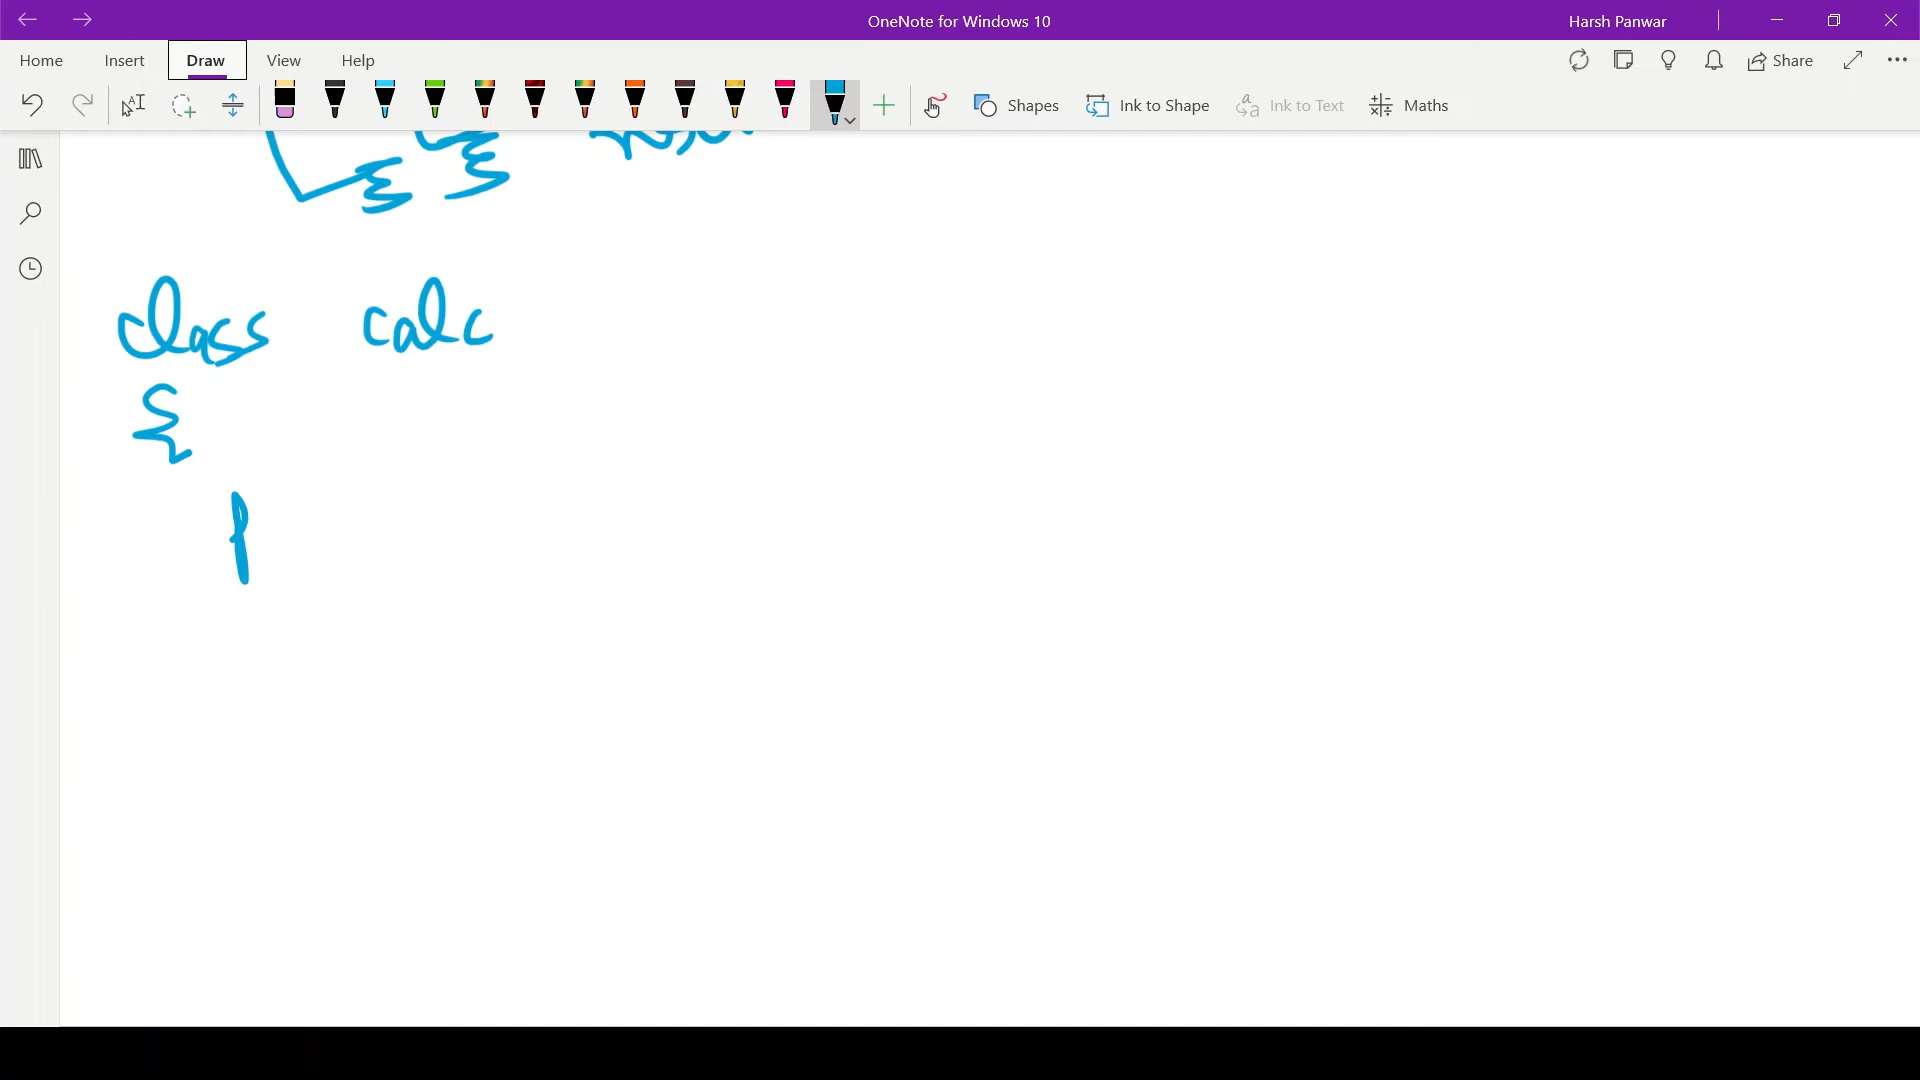 OneNote for Windows 10 Harsh Panwar
Home Insert Draw View Help Share
Shapes Ink to Shape Ink to Text Maths
class calc
{
p